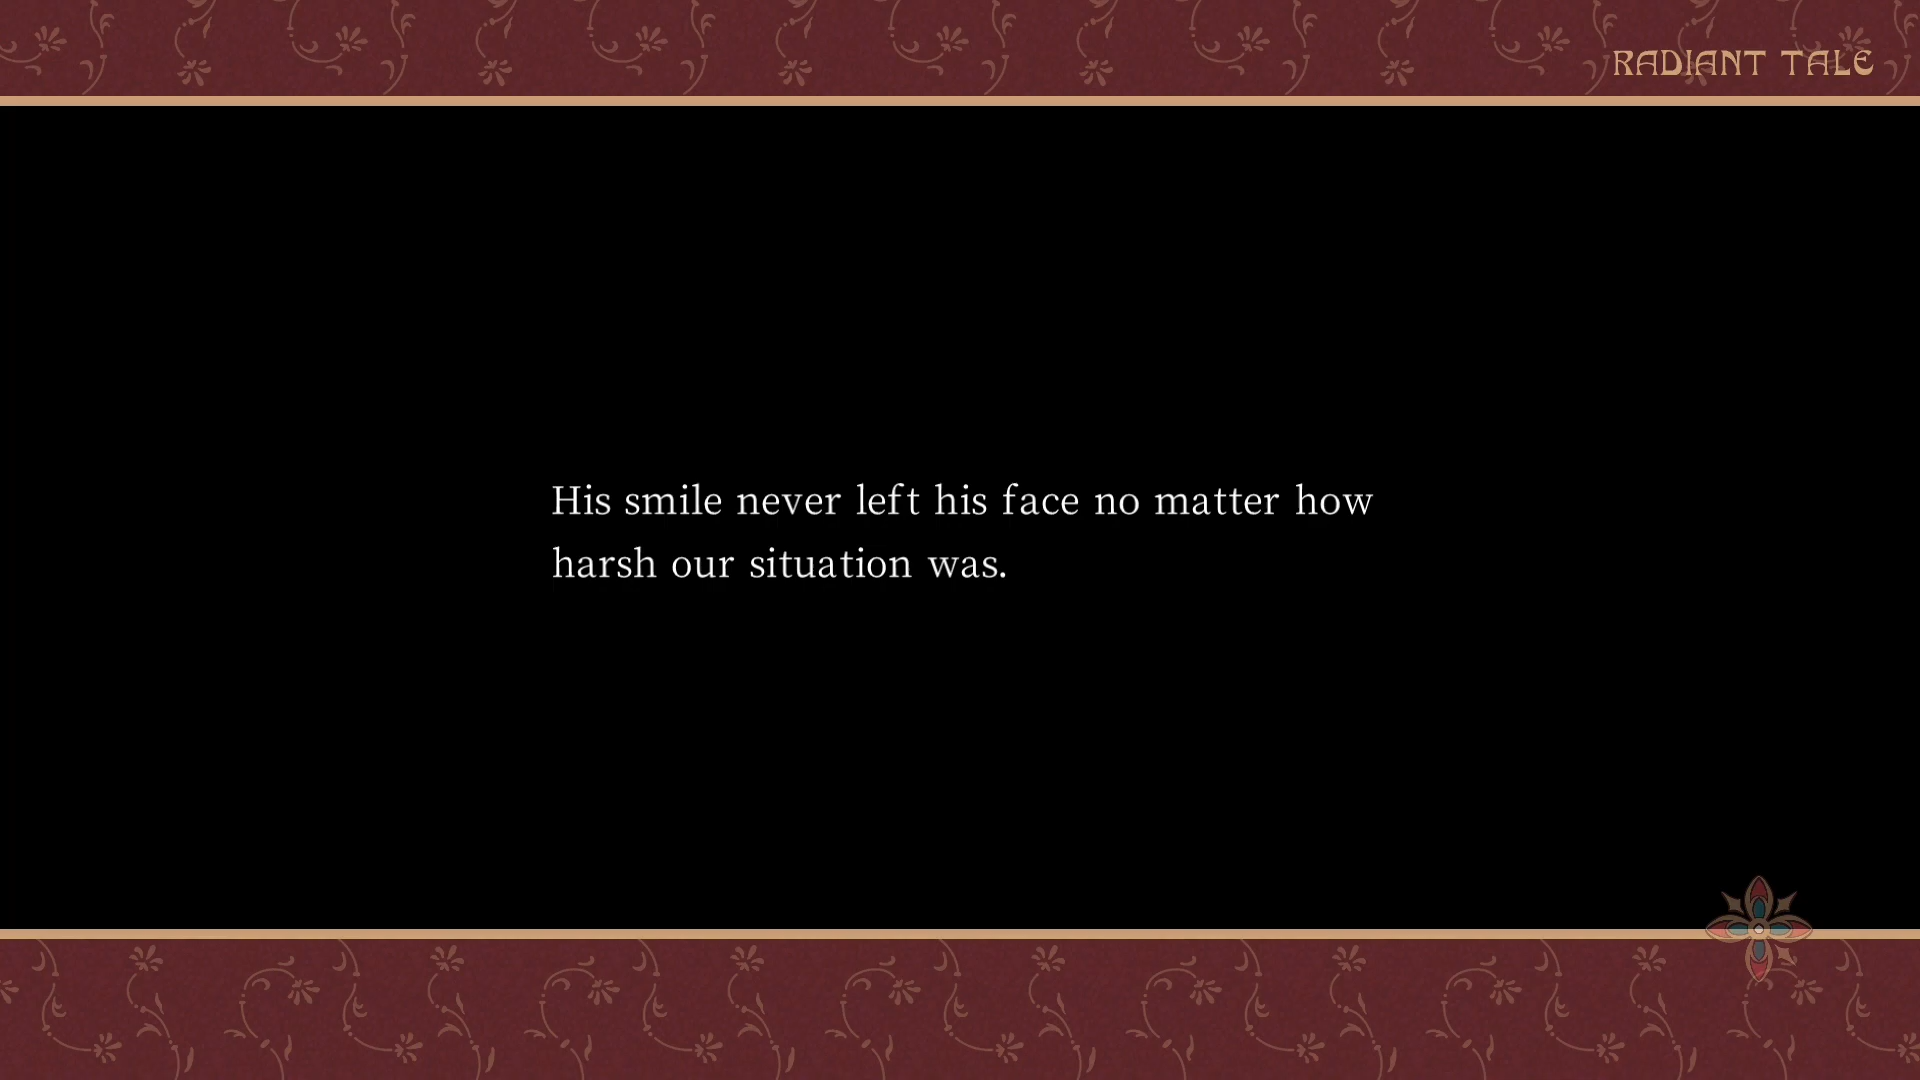 RADIANT TALE
His smile never left his face no matter how
harsh our situation was.